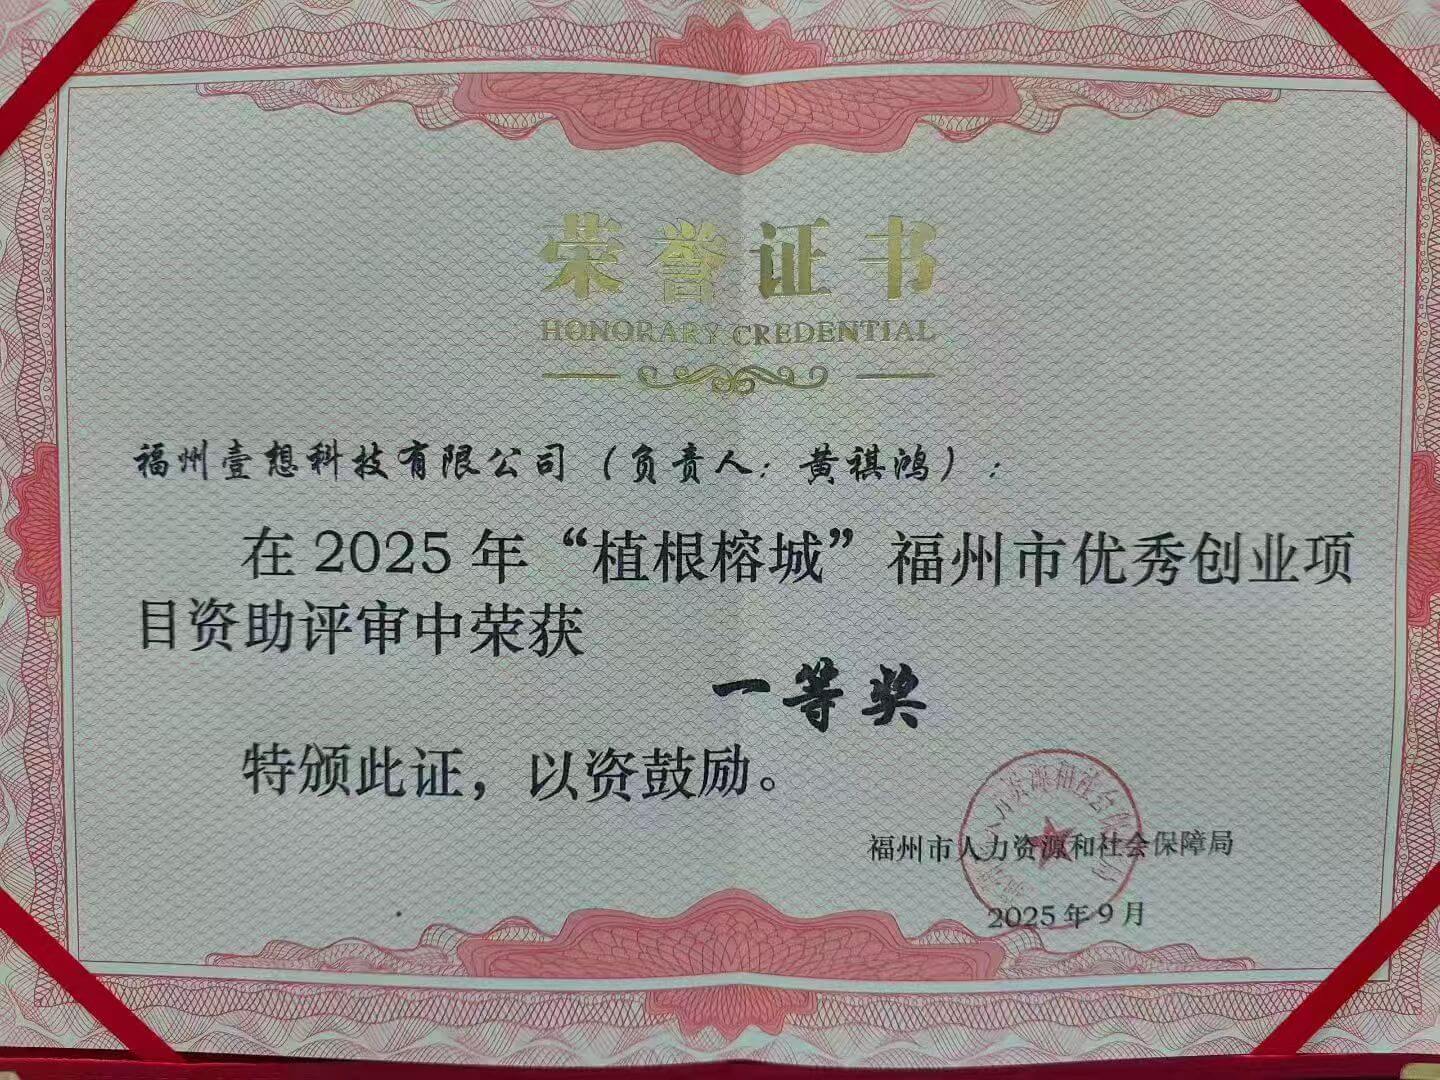 荣誉证书
HONORARY CREDENTIAL
福州壹想科技有限公司（负责人：黄祺鸿）：
在2025年“植根榕城”福州市优秀创业项
目资助评审中荣获
一等奖
特颁此证，以资鼓励。
福州市人力资源和社会保障局
2025年9月